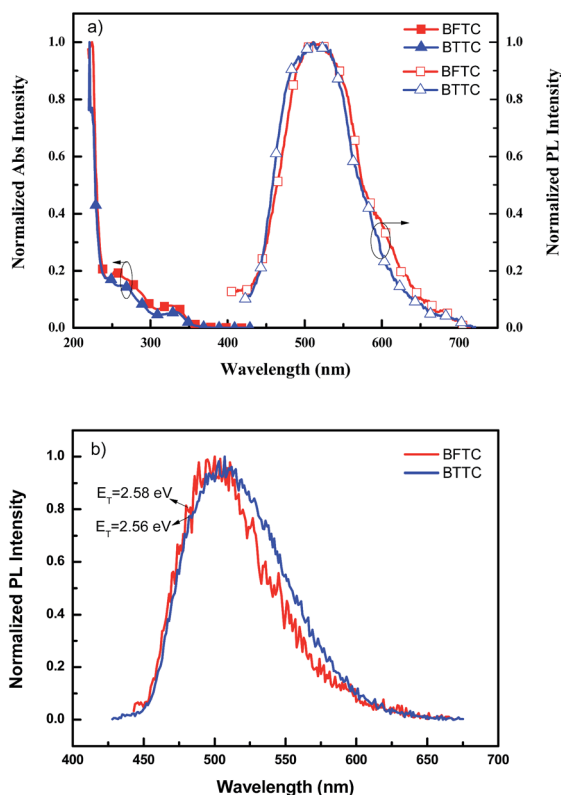 a)
BFTC
BTTC
BFTC
BTTC
Normalized Abs Intensity
Normalized PL Intensity
1.0
0.8
0.6
0.4
0.2
0.0
1.0
0.8
0.6
0.4
0.2
0.0
200 300 400 500 600 700
Wavelength (nm)
b)
BFTC
BTTC
E_T=2.58 eV
E_T=2.56 eV
Normalized PL Intensity
1.0
0.8
0.6
0.4
0.2
0.0
400 450 500 550 600 650 700
Wavelength (nm)